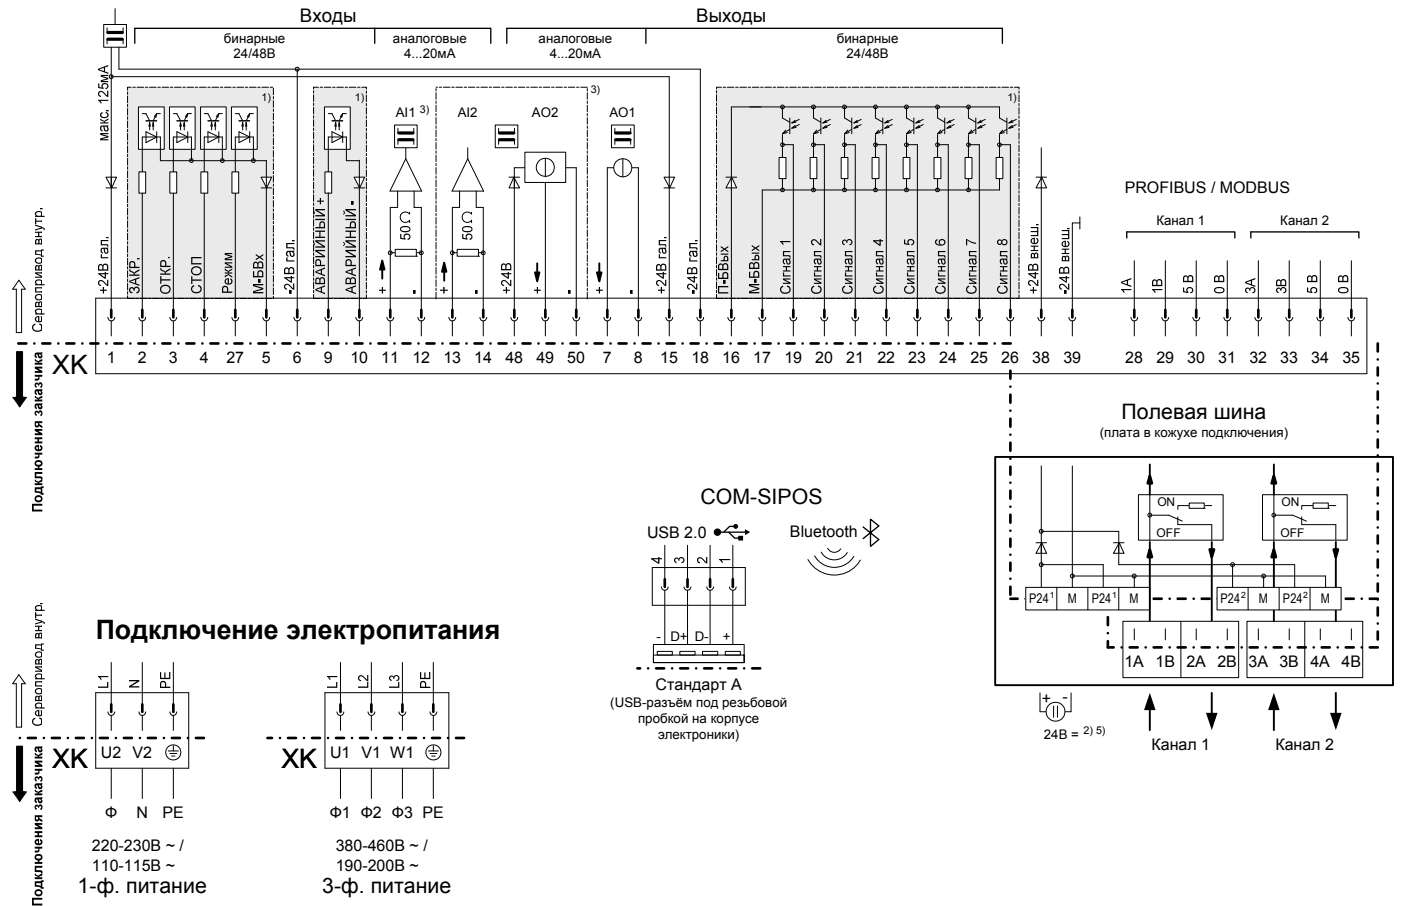 Входы
Выходы
бинарные
24/48В
аналоговые
4...20мА
аналоговые
4...20мА
бинарные
24/48В
макс. 125мА
1)
1)
AI1 3)
AI2
AO2
3)
AO1
1)
50 Ω
50 Ω
PROFIBUS / MODBUS
Канал 1
Канал 2
+24В гал.
ЗАКР.
ОТКР.
СТОП
Режим
М-БВх
-24В гал.
АВАРИЙНЫЙ +
АВАРИЙНЫЙ -
+
-
+
-
+24В
+
-
+
-
+24В гал.
-24В гал.
П-БВых
М-БВых
Сигнал 1
Сигнал 2
Сигнал 3
Сигнал 4
Сигнал 5
Сигнал 6
Сигнал 7
Сигнал 8
+24В внеш.
-24В внеш.
1A
1B
5 В
0 В
3A
3B
5 В
0 В
Сервопривод внутр.
Подключения заказчика
XK
1 2 3 4 27 5 6 9 10 11 12 13 14 48 49 50 7 8 15 18 16 17 19 20 21 22 23 24 25 26 38 39 28 29 30 31 32 33 34 35
Полевая шина
(плата в кожухе подключения)
ON
OFF
ON
OFF
P24¹ M P24¹ M
P24² M P24² M
1A 1B 2A 2B 3A 3B 4A 4B
+ -
24В = 2) 5)
Канал 1
Канал 2
COM-SIPOS
USB 2.0
Bluetooth
4 3 2 1
- D+ D- +
Стандарт А
(USB-разъём под резьбовой
пробкой на корпусе
электроники)
Подключение электропитания
Сервопривод внутр.
Подключения заказчика
L1 N PE
XK
U2 V2
Ф N PE
220-230В ~ /
110-115В ~
1-ф. питание
L1 L2 L3 PE
XK
U1 V1 W1
Ф1 Ф2 Ф3 PE
380-460В ~ /
190-200В ~
3-ф. питание